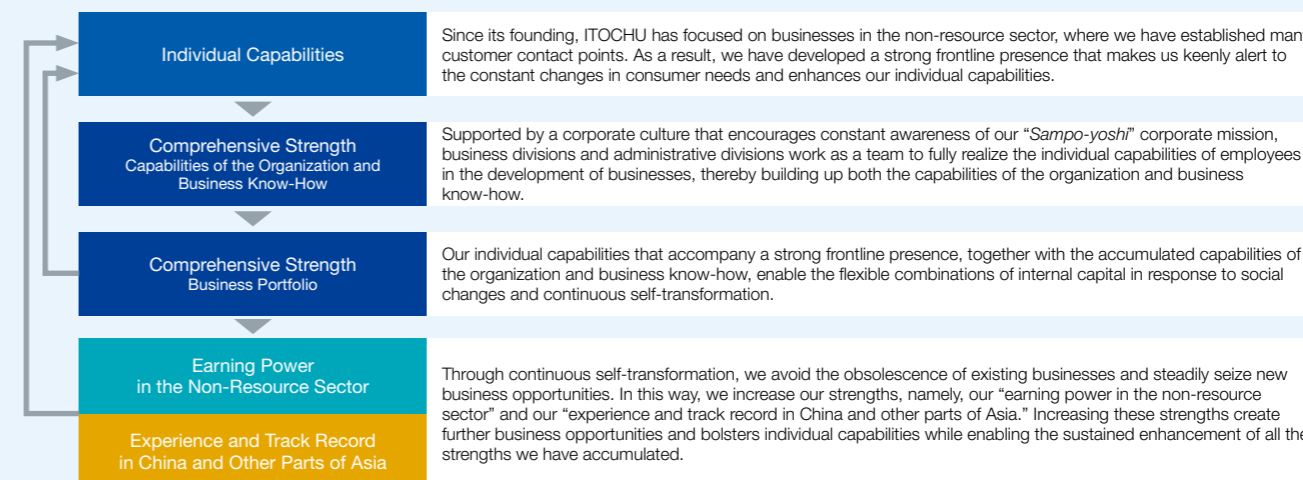 Individual Capabilities
Since its founding, ITOCHU has focused on businesses in the non-resource sector, where we have established
customer contact points. As a result, we have developed a strong frontline presence that makes us keenly alert to
the constant changes in consumer needs and enhances our individual capabilities.
Comprehensive Strength
Capabilities of the Organization and
Business Know-How
Supported by a corporate culture that encourages constant awareness of our “Sampo-yoshi” corporate mission,
business divisions and administrative divisions work as a team to fully realize the individual capabilities of employees
in the development of businesses, thereby building up both the capabilities of the organization and business
know-how.
Comprehensive Strength
Business Portfolio
Our individual capabilities that accompany a strong frontline presence, together with the accumulated capabilities of
the organization and business know-how, enable the flexible combinations of internal capital in response to social
changes and continuous self-transformation.
Earning Power
in the Non-Resource Sector
Experience and Track Record
in China and Other Parts of Asia
Through continuous self-transformation, we avoid the obsolescence of existing businesses and steadily seize new
business opportunities. In this way, we increase our strengths, namely, our “earning power in the non-resource
sector” and our “experience and track record in China and other parts of Asia.” Increasing these strengths create
further business opportunities and bolsters individual capabilities while enabling the sustained enhancement of all
strengths we have accumulated.